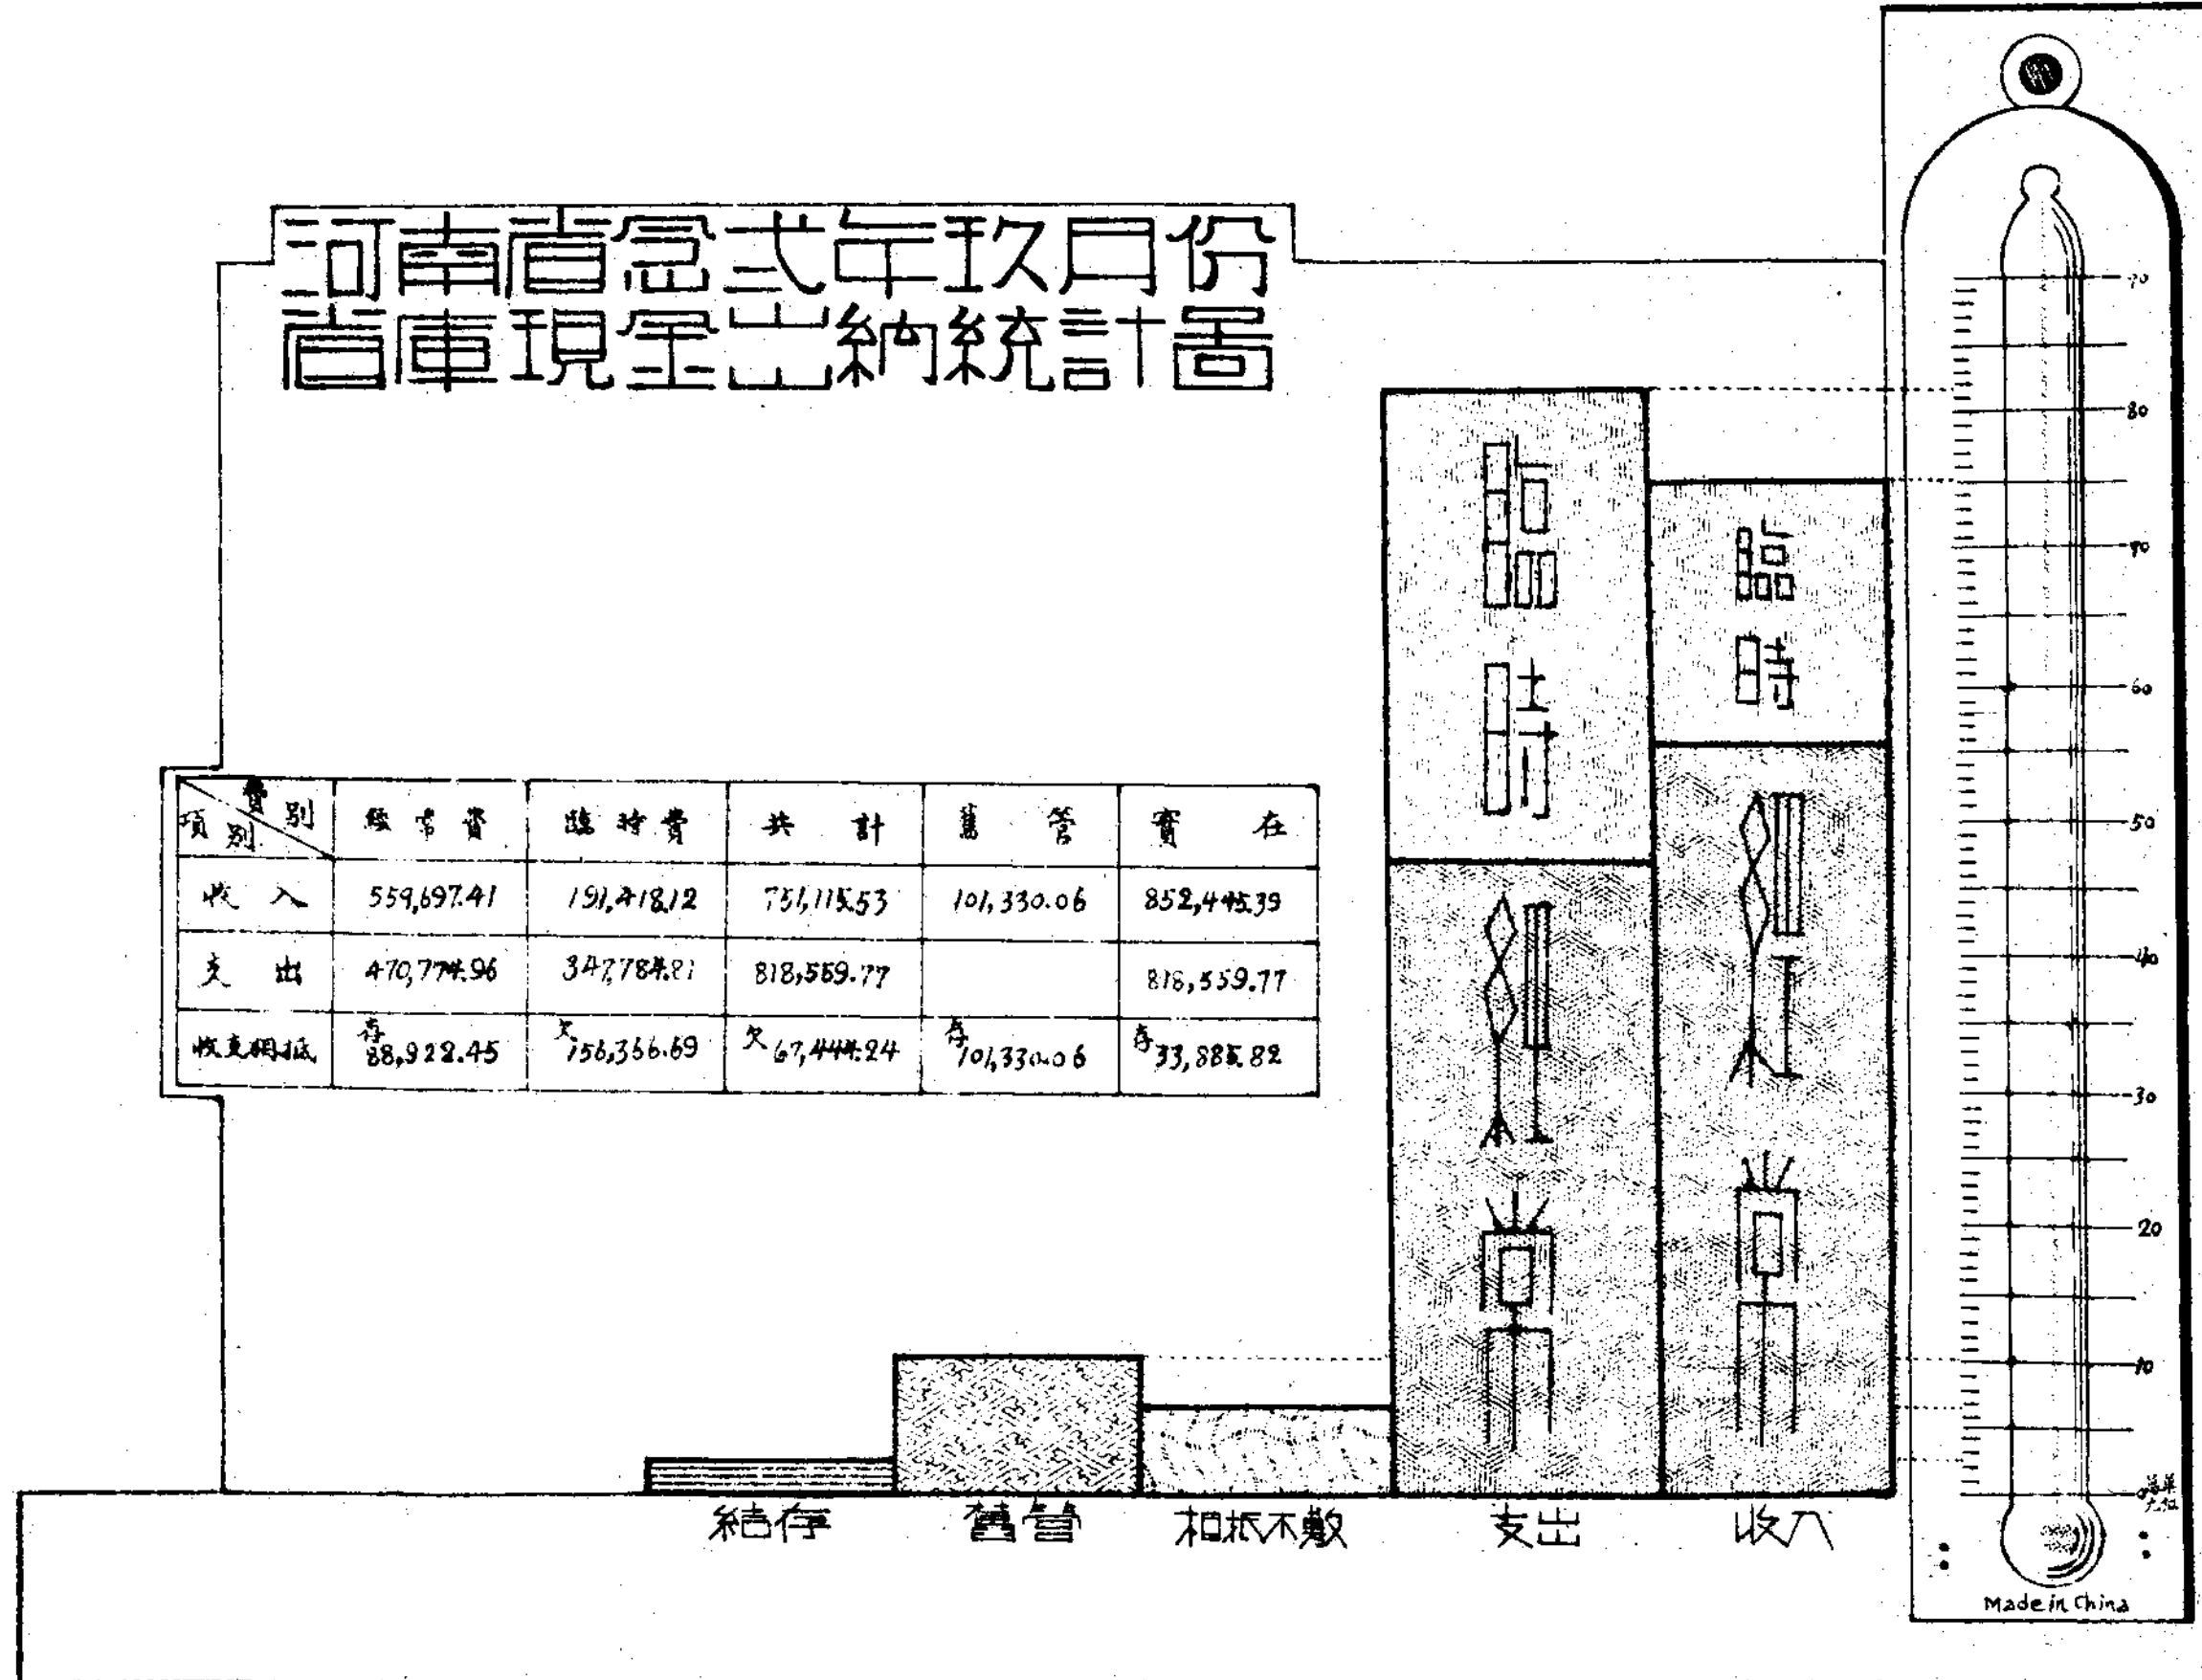 河南省念弍年玖月份
省庫現金出納統計圖
費別 項別 經常費 臨時費 共計 舊管 實在
收入 559,697.41 191,418.12 751,115.53 101,330.06 852,445.39
支出 470,774.96 347,784.81 818,559.77 818,559.77
收支相抵 存88,922.45 欠156,366.69 欠67,444.24 存101,330.06 存33,885.82
臨時
經常
臨時
經常
結存 舊管 相抵不敷 支出 收入
90
80
70
60
50
40
30
20
10
0
單位萬元
Made in China